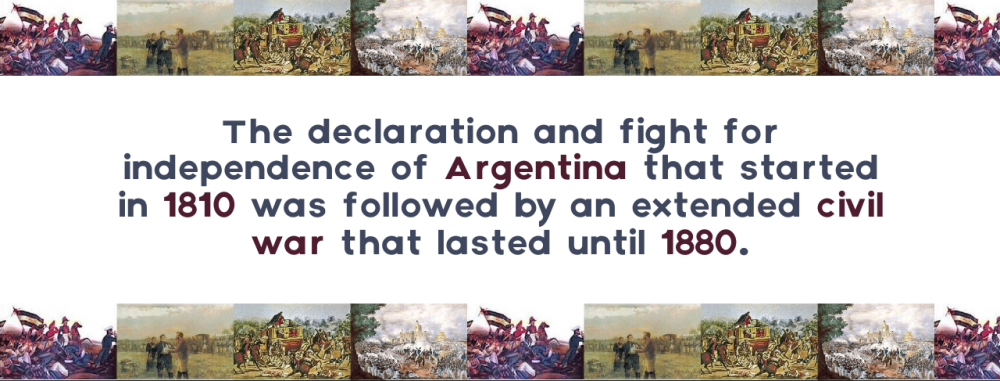 The declaration and fight for
independence of Argentina that started
in 1810 was followed by an extended civil
war that lasted until 1880.